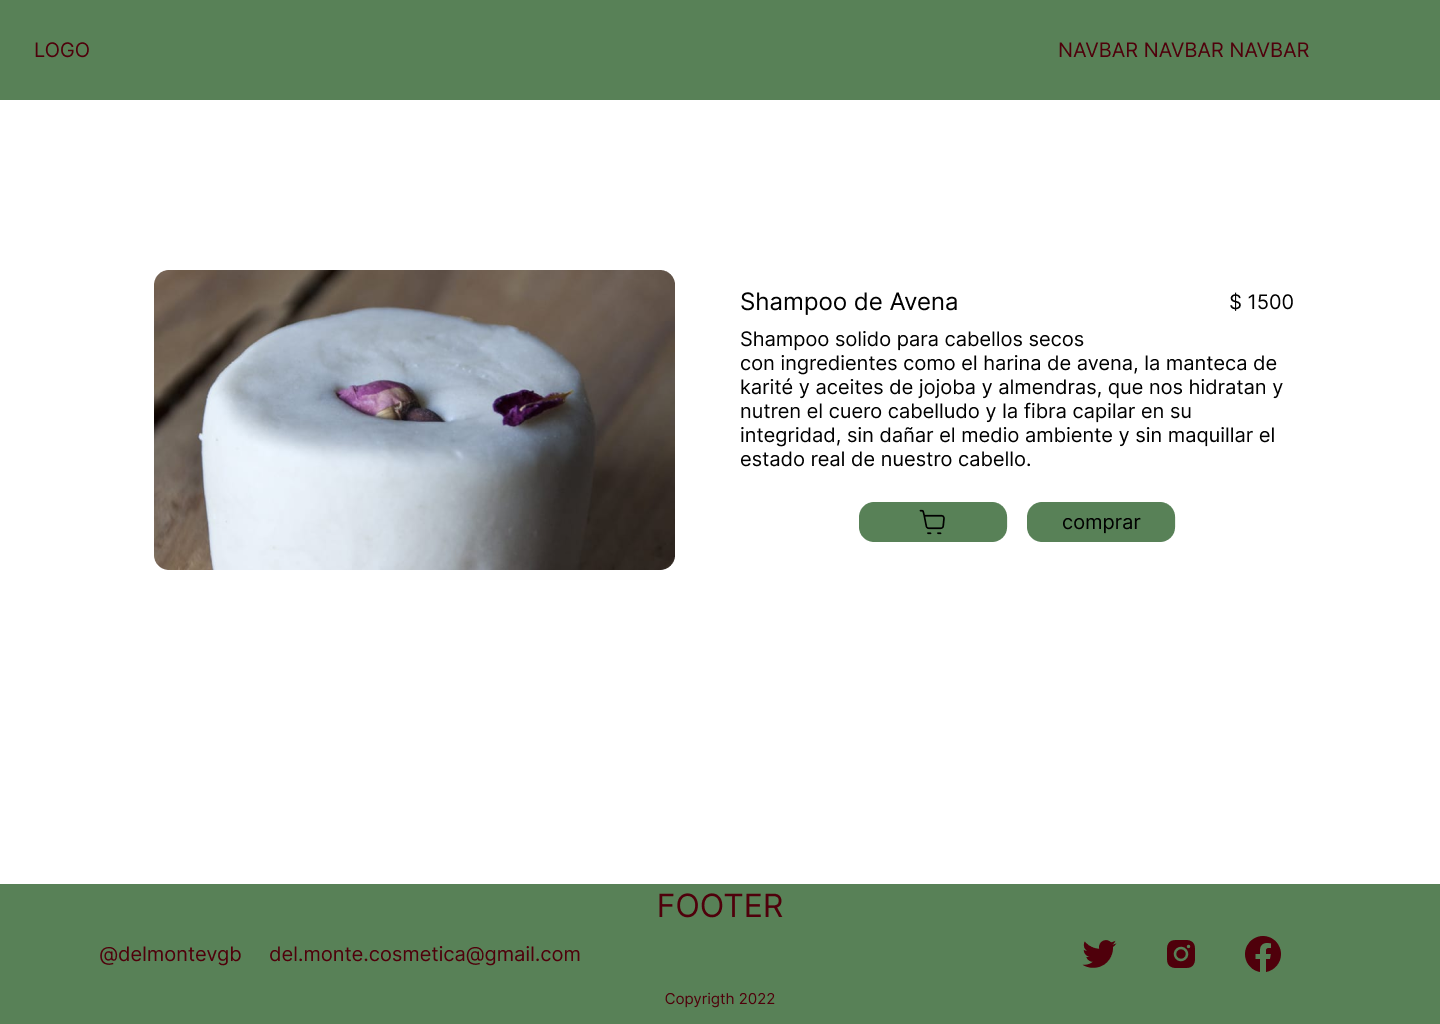 LOGO
NAVBAR NAVBAR NAVBAR
Shampoo de Avena
$ 1500
Shampoo solido para cabellos secos
con ingredientes como el harina de avena, la manteca de
karité y aceites de jojoba y almendras, que nos hidratan y
nutren el cuero cabelludo y la fibra capilar en su
integridad, sin dañar el medio ambiente y sin maquillar el
estado real de nuestro cabello.
comprar
FOOTER
@delmontevgb
del.monte.cosmetica@gmail.com
Copyrigth 2022